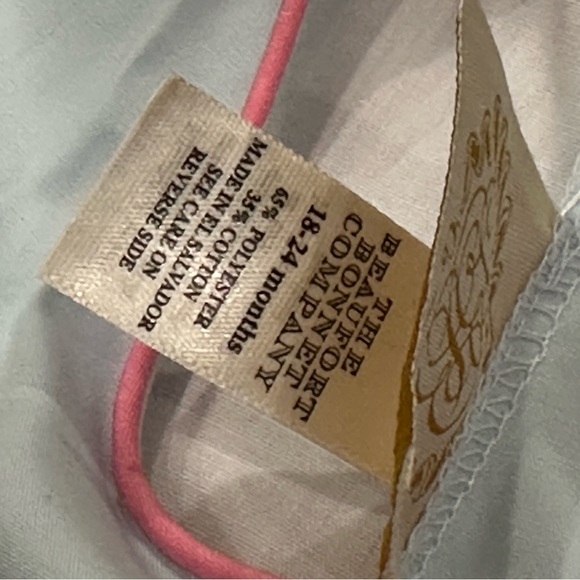 THE
BEAUFORT
BONNET
COMPANY
18-24 months
65% POLYESTER
35% COTTON
MADE IN EL SALVADOR
SEE CARE ON
REVERSE SIDE